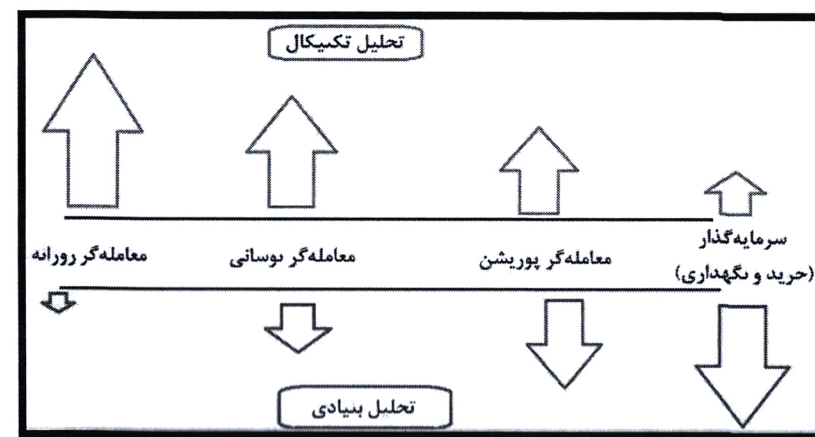 تحلیل تکنیکال
سرمایه‌گذار
(خرید و نگهداری)
معامله‌گر پوزیشن
معامله‌گر نوسانی
معامله‌گر روزانه
تحلیل بنیادی